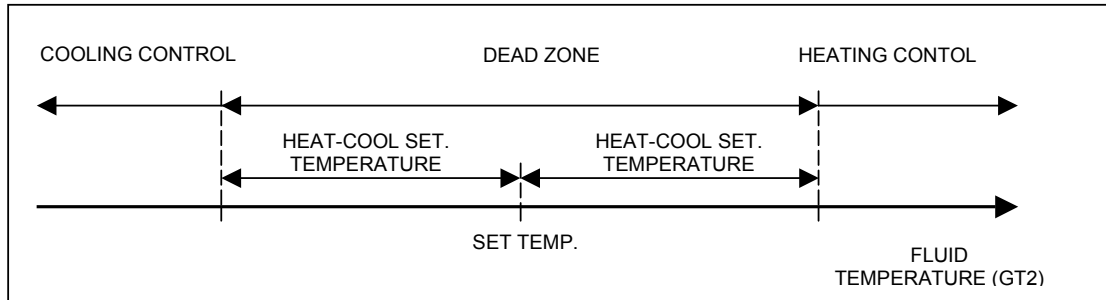 COOLING CONTROL
DEAD ZONE
HEATING CONTOL
HEAT-COOL SET.
TEMPERATURE
HEAT-COOL SET.
TEMPERATURE
SET TEMP.
FLUID
TEMPERATURE (GT2)